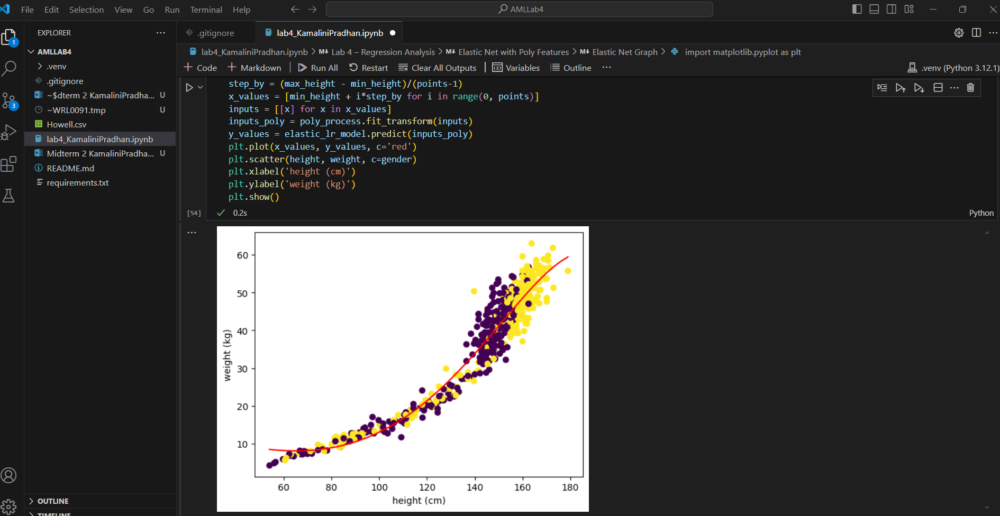 File Edit Selection View Go Run Terminal Help
AMLLab4
EXPLORER
1
3
AMLLAB4
.venv
.gitignore
~$dterm 2 KamaliniPradha... U
~WRL0091.tmp U
Howell.csv
lab4_KamaliniPradhan.ipynb
Midterm 2 KamaliniPradha... U
README.md
requirements.txt
OUTLINE
TIMELINE
.gitignore
lab4_KamaliniPradhan.ipynb
lab4_KamaliniPradhan.ipynb > M↓ Lab 4 – Regression Analysis > M↓ Elastic Net with Poly Features > M↓ Elastic Net Graph > import matplotlib.pyplot as plt
+ Code + Markdown | Run All Restart Clear All Outputs | Variables Outline ...
.venv (Python 3.12.1)
step_by = (max_height - min_height)/(points-1)
x_values = [min_height + i*step_by for i in range(0, points)]
inputs = [[x] for x in x_values]
inputs_poly = poly_process.fit_transform(inputs)
y_values = elastic_lr_model.predict(inputs_poly)
plt.plot(x_values, y_values, c='red')
plt.scatter(height, weight, c=gender)
plt.xlabel('height (cm)')
plt.ylabel('weight (kg)')
plt.show()
[54] ✓ 0.2s
Python
60
50
40
30
20
10
weight (kg)
60 80 100 120 140 160 180
height (cm)